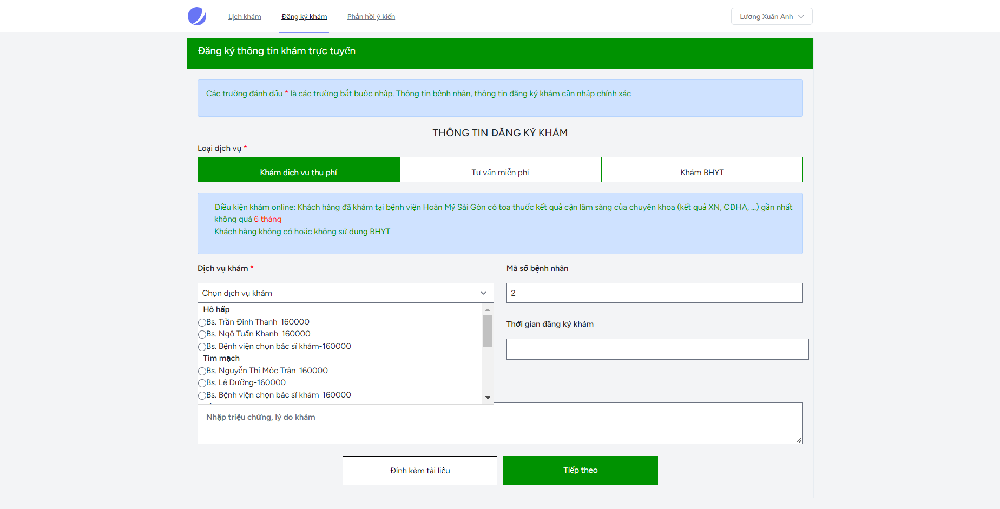 Lịch khám
Đăng ký khám
Phản hồi ý kiến
Lương Xuân Anh
Đăng ký thông tin khám trực tuyến
Các trường đánh dấu * là các trường bắt buộc nhập. Thông tin bệnh nhân, thông tin đăng ký khám cần nhập chính xác
THÔNG TIN ĐĂNG KÝ KHÁM
Loại dịch vụ *
Khám dịch vụ thu phí
Tư vấn miễn phí
Khám BHYT
Điều kiện khám online: Khách hàng đã khám tại bệnh viện Hoàn Mỹ Sài Gòn có toa thuốc kết quả cận lâm sàng của chuyên khoa (kết quả XN, CĐHA, ...) gần nhất
không quá 6 tháng
Khách hàng không có hoặc không sử dụng BHYT
Dịch vụ khám *
Chọn dịch vụ khám
Hô hấp
Bs. Trần Đình Thanh-160000
Bs. Ngô Tuấn Khanh-160000
Bs. Bệnh viện chọn bác sĩ khám-160000
Tim mạch
Bs. Nguyễn Thị Mộc Trân-160000
Bs. Lê Dưỡng-160000
Bs. Bệnh viện chọn bác sĩ khám-160000
Mã số bệnh nhân
2
Thời gian đăng ký khám
Nhập triệu chứng, lý do khám
Đính kèm tài liệu
Tiếp theo